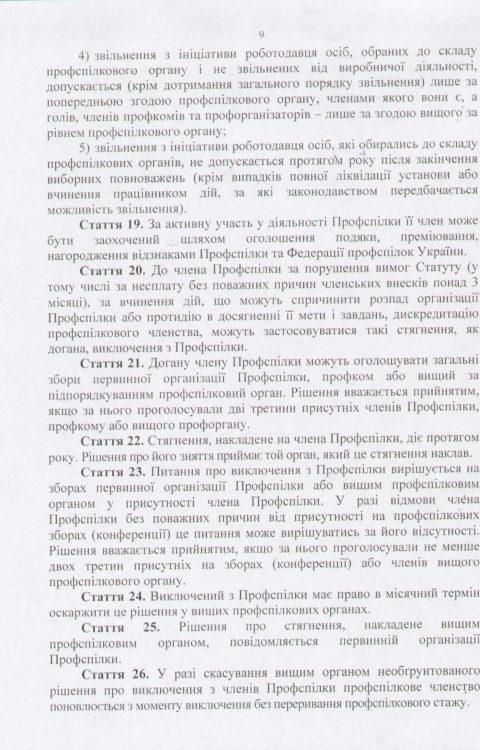 9
4) звільнення з ініціативи роботодавця осіб, обраних до складу
профспілкового органу і не звільнених від виробничої діяльності,
допускається (крім дотримання загального порядку звільнення) лише за
попередньою згодою профспілкового органу, членами якого вони є, а
голів, членів профкомів та профорганізаторів – лише за згодою вищого за
рівнем профспілкового органу;
5) звільнення з ініціативи роботодавця осіб, які обирались до складу
профспілкових органів, не допускається протягом року після закінчення
виборних повноважень (крім випадків повної ліквідації установи або
вчинення працівником дій, за які законодавством передбачається
можливість звільнення).
Стаття 19. За активну участь у діяльності Профспілки її член може
бути заохочений шляхом оголошення подяки, преміювання,
нагородження відзнаками Профспілки та Федерації профспілок України.
Стаття 20. До члена Профспілки за порушення вимог Статуту (у
тому числі за несплату без поважних причин членських внесків понад 3
місяці), за вчинення дій, що можуть спричинити розпад організації
Профспілки або протидію в досягненні її мети і завдань, дискредитацію
профспілкового членства, можуть застосовуватися такі стягнення, як
догана, виключення з Профспілки.
Стаття 21. Догану члену Профспілки можуть оголошувати загальні
збори первинної організації Профспілки, профком або вищий за
підпорядкуванням профспілковий орган. Рішення вважається прийнятим,
якщо за нього проголосували дві третини присутніх членів Профспілки,
профкому або вищого профоргану.
Стаття 22. Стягнення, накладене на члена Профспілки, діє протягом
року. Рішення про його зняття приймає той орган, який це стягнення наклав.
Стаття 23. Питання про виключення з Профспілки вирішується на
зборах первинної організації Профспілки або вищим профспілковим
органом у присутності члена Профспілки. У разі відмови члена
Профспілки без поважних причин від присутності на профспілкових
зборах (конференції) це питання може вирішуватись за його відсутності.
Рішення вважається прийнятим, якщо за нього проголосували не менше
двох третин присутніх на зборах (конференції) або членів вищого
профспілкового органу.
Стаття 24. Виключений з Профспілки має право в місячний термін
оскаржити це рішення у вищих профспілкових органах.
Стаття 25. Рішення про стягнення, накладене вищим
профспілковим органом, повідомляється первинній організації
Профспілки.
Стаття 26. У разі скасування вищим органом необґрунтованого
рішення про виключення з членів Профспілки профспілкове членство
поновлюється з моменту виключення без переривання профспілкового стажу.